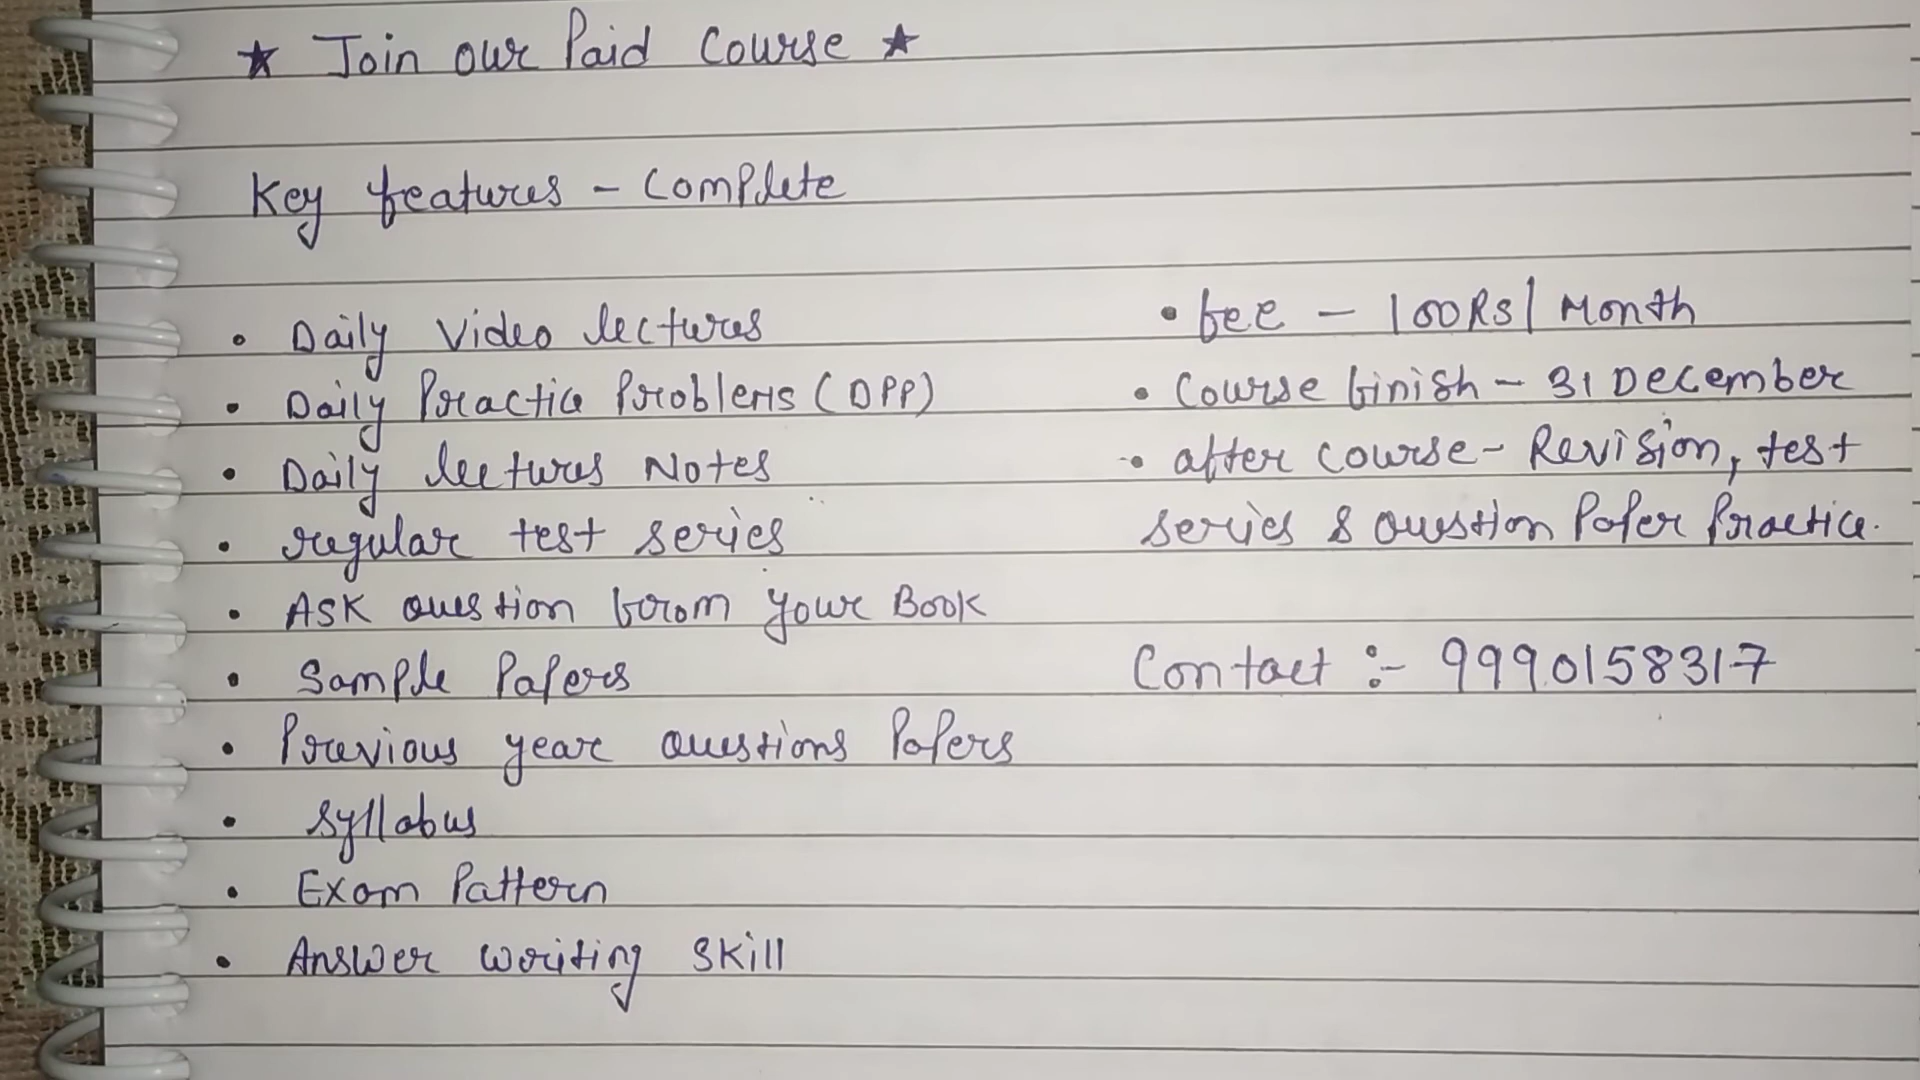 ★ Join our Paid Course ★
Key features - Complete
• Daily Video lectures
• Daily Practice Problems (DPP)
• Daily lectures Notes
• regular test series
• ASK question from your Book
• Sample Papers
• Previous year questions Papers
• Syllabus
• Exam Pattern
• Answer writing Skill
• fee - 100Rs/Month
• Course finish - 31 December
• after course - Revision, test
series & Question Paper Practice.
Contact :- 9990158317